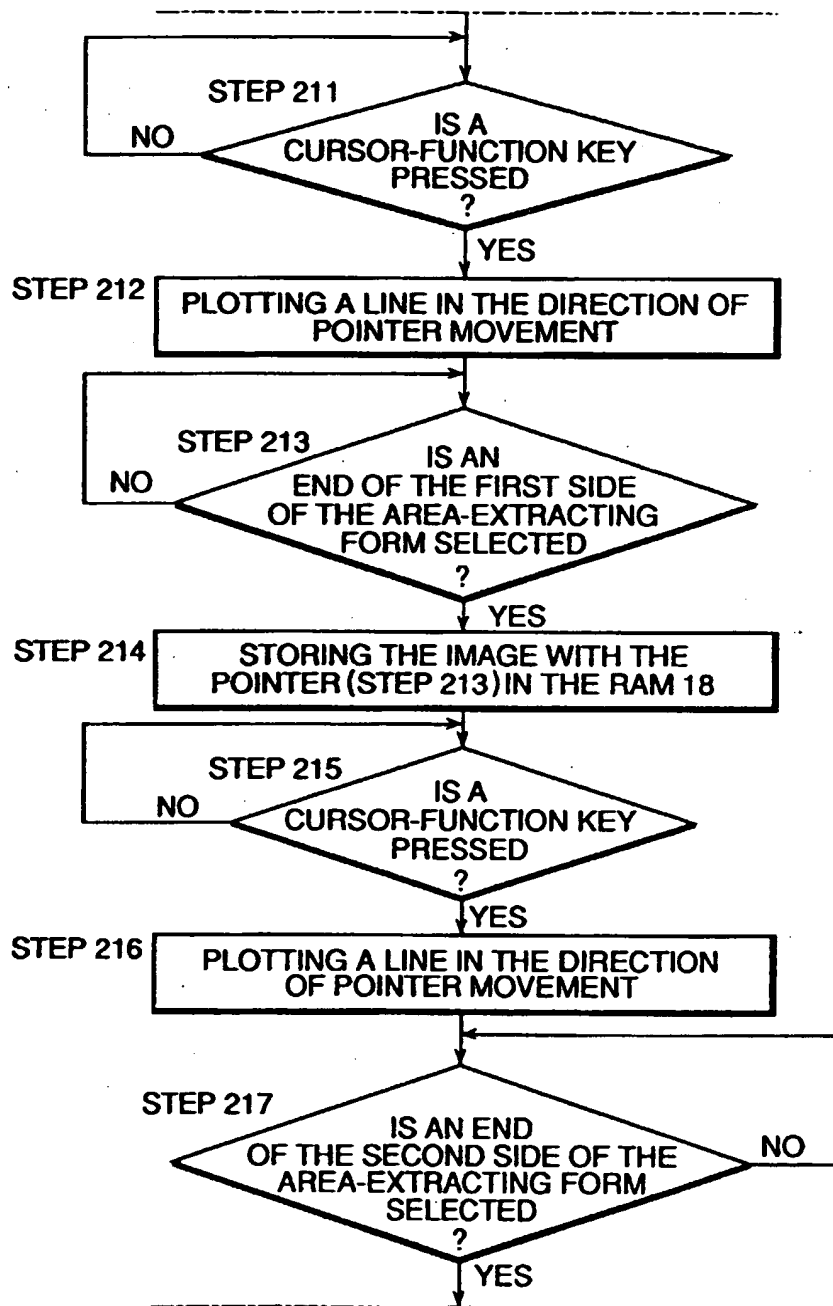 STEP 211
IS A
CURSOR-FUNCTION KEY
PRESSED
?
NO
YES
STEP 212
PLOTTING A LINE IN THE DIRECTION OF
POINTER MOVEMENT
STEP 213
IS AN
END OF THE FIRST SIDE
OF THE AREA-EXTRACTING
FORM SELECTED
?
NO
YES
STEP 214
STORING THE IMAGE WITH THE
POINTER (STEP 213) IN THE RAM 18
STEP 215
IS A
CURSOR-FUNCTION KEY
PRESSED
?
NO
YES
STEP 216
PLOTTING A LINE IN THE DIRECTION
OF POINTER MOVEMENT
STEP 217
IS AN END
OF THE SECOND SIDE OF THE
AREA-EXTRACTING FORM
SELECTED
?
NO
YES